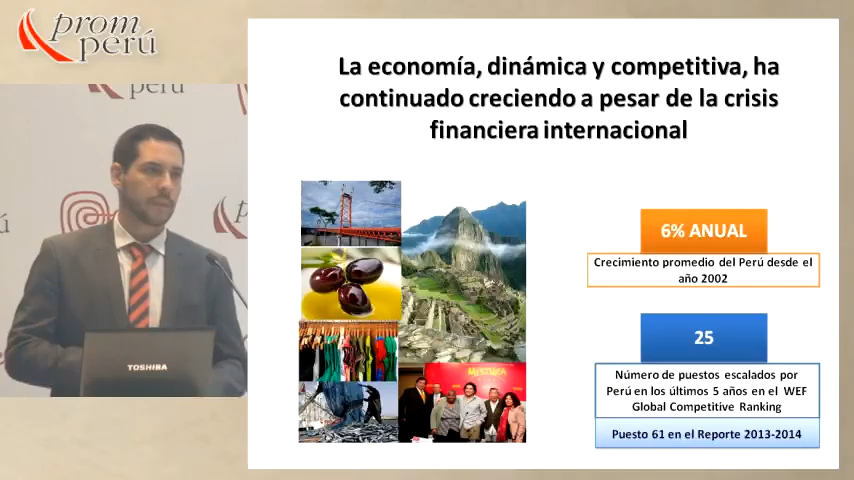 prom
perú
perú
La economía, dinámica y competitiva, ha
continuado creciendo a pesar de la crisis
financiera internacional
6% ANUAL
Crecimiento promedio del Perú desde el
año 2002
25
Número de puestos escalados por
Perú en los últimos 5 años en el WEF
Global Competitive Ranking
Puesto 61 en el Reporte 2013-2014
MISTURA
TOSHIBA